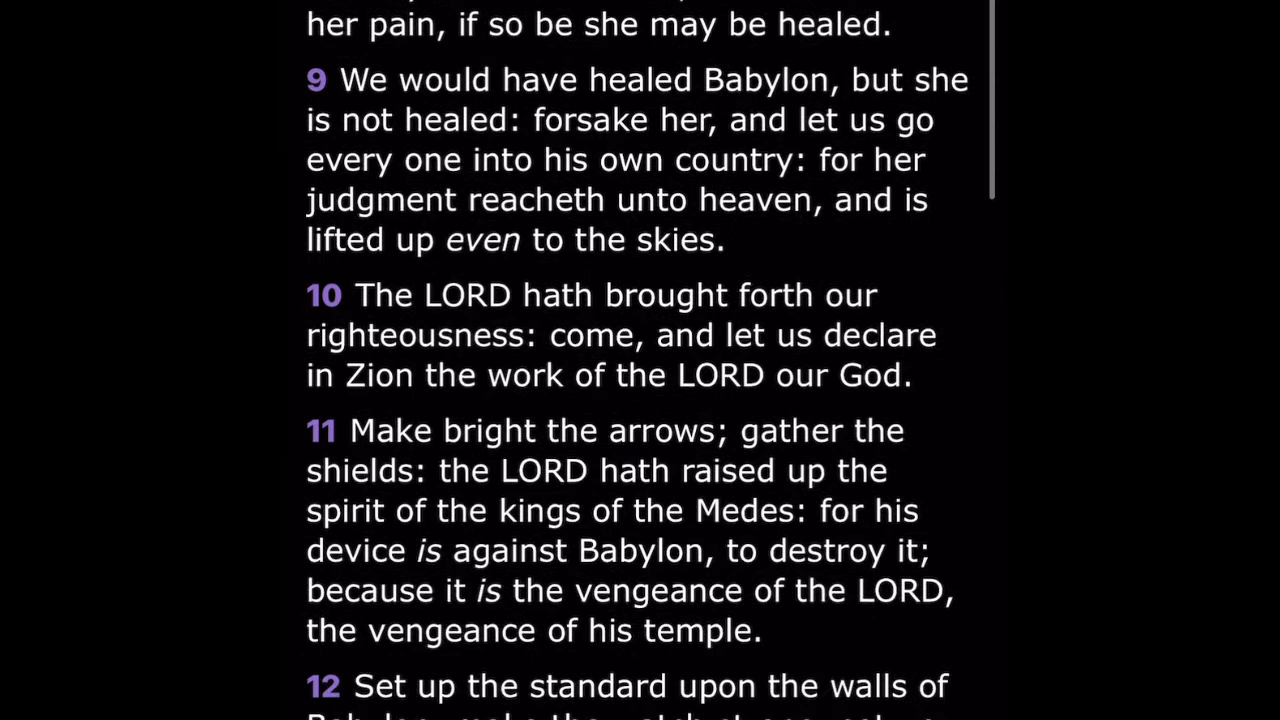 her pain, if so be she may be healed.
9 We would have healed Babylon, but she
is not healed: forsake her, and let us go
every one into his own country: for her
judgment reacheth unto heaven, and is
lifted up even to the skies.
10 The LORD hath brought forth our
righteousness: come, and let us declare
in Zion the work of the LORD our God.
11 Make bright the arrows; gather the
shields: the LORD hath raised up the
spirit of the kings of the Medes: for his
device is against Babylon, to destroy it;
because it is the vengeance of the LORD,
the vengeance of his temple.
12 Set up the standard upon the walls of